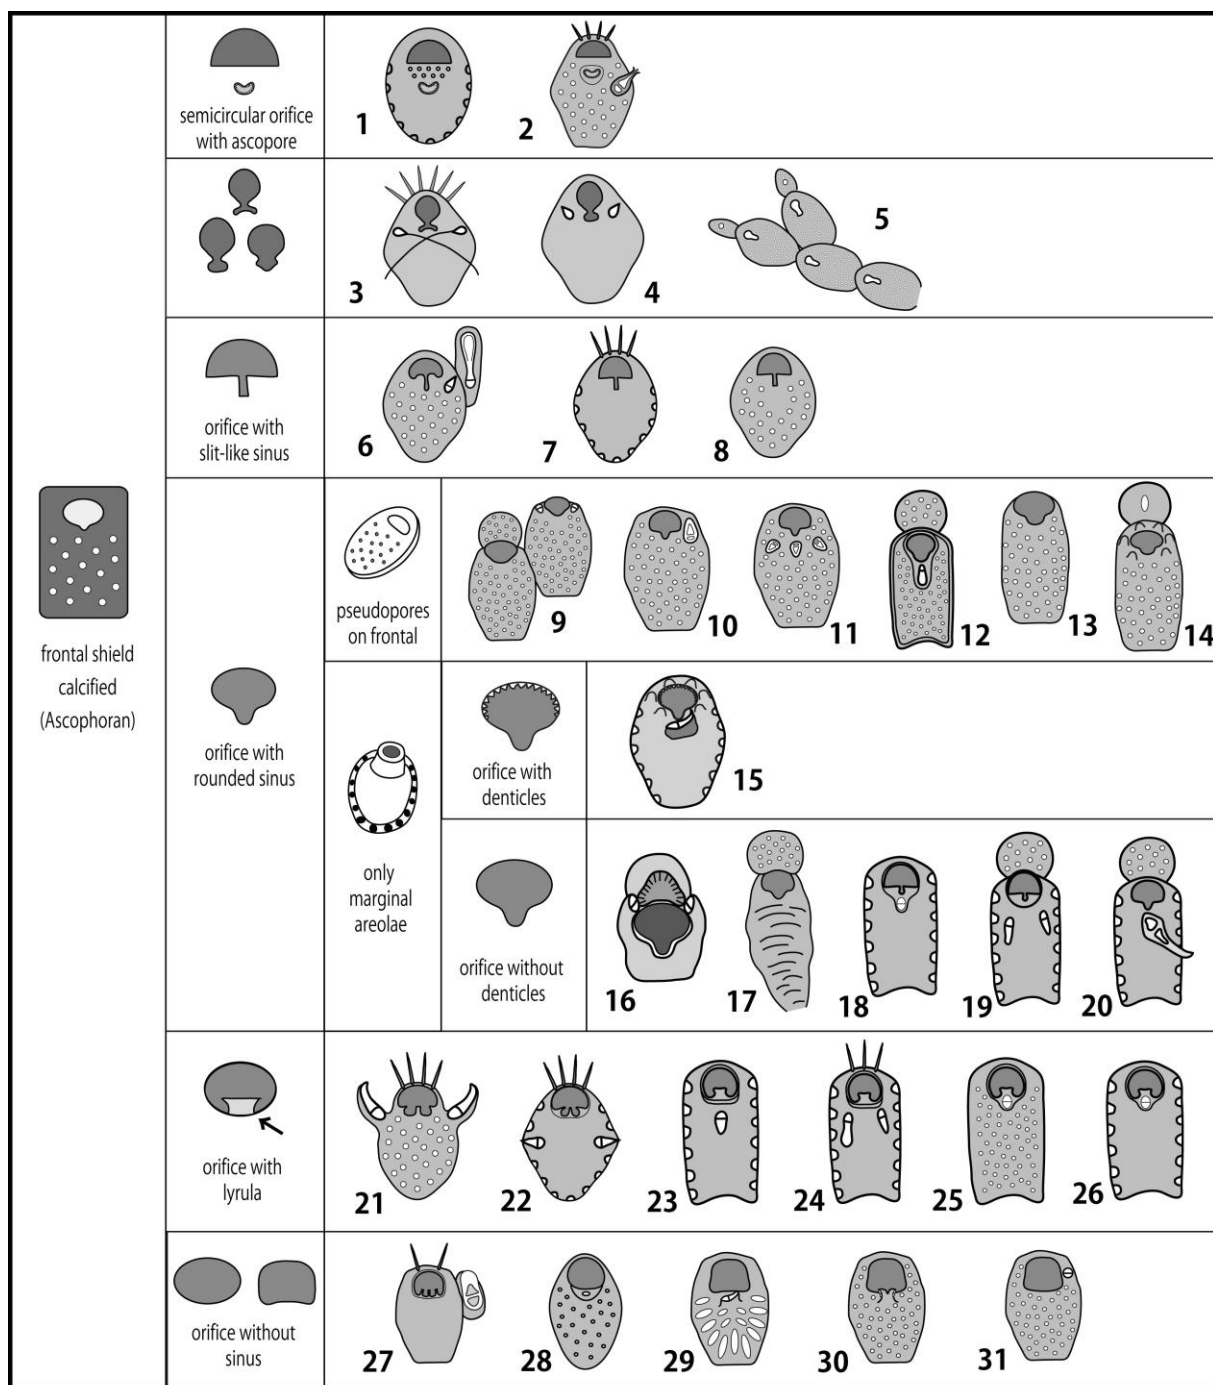 semicircular orifice
with ascopore
1 2
3 4 5
orifice with
slit-like sinus
6 7 8
frontal shield
calcified
(Ascophoran)
orifice with
rounded sinus
pseudopores
on frontal
9 10 11 12 13 14
only
marginal
areolae
orifice with
denticles
15
orifice without
denticles
16 17 18 19 20
orifice with
lyrula
21 22 23 24 25 26
orifice without
sinus
27 28 29 30 31